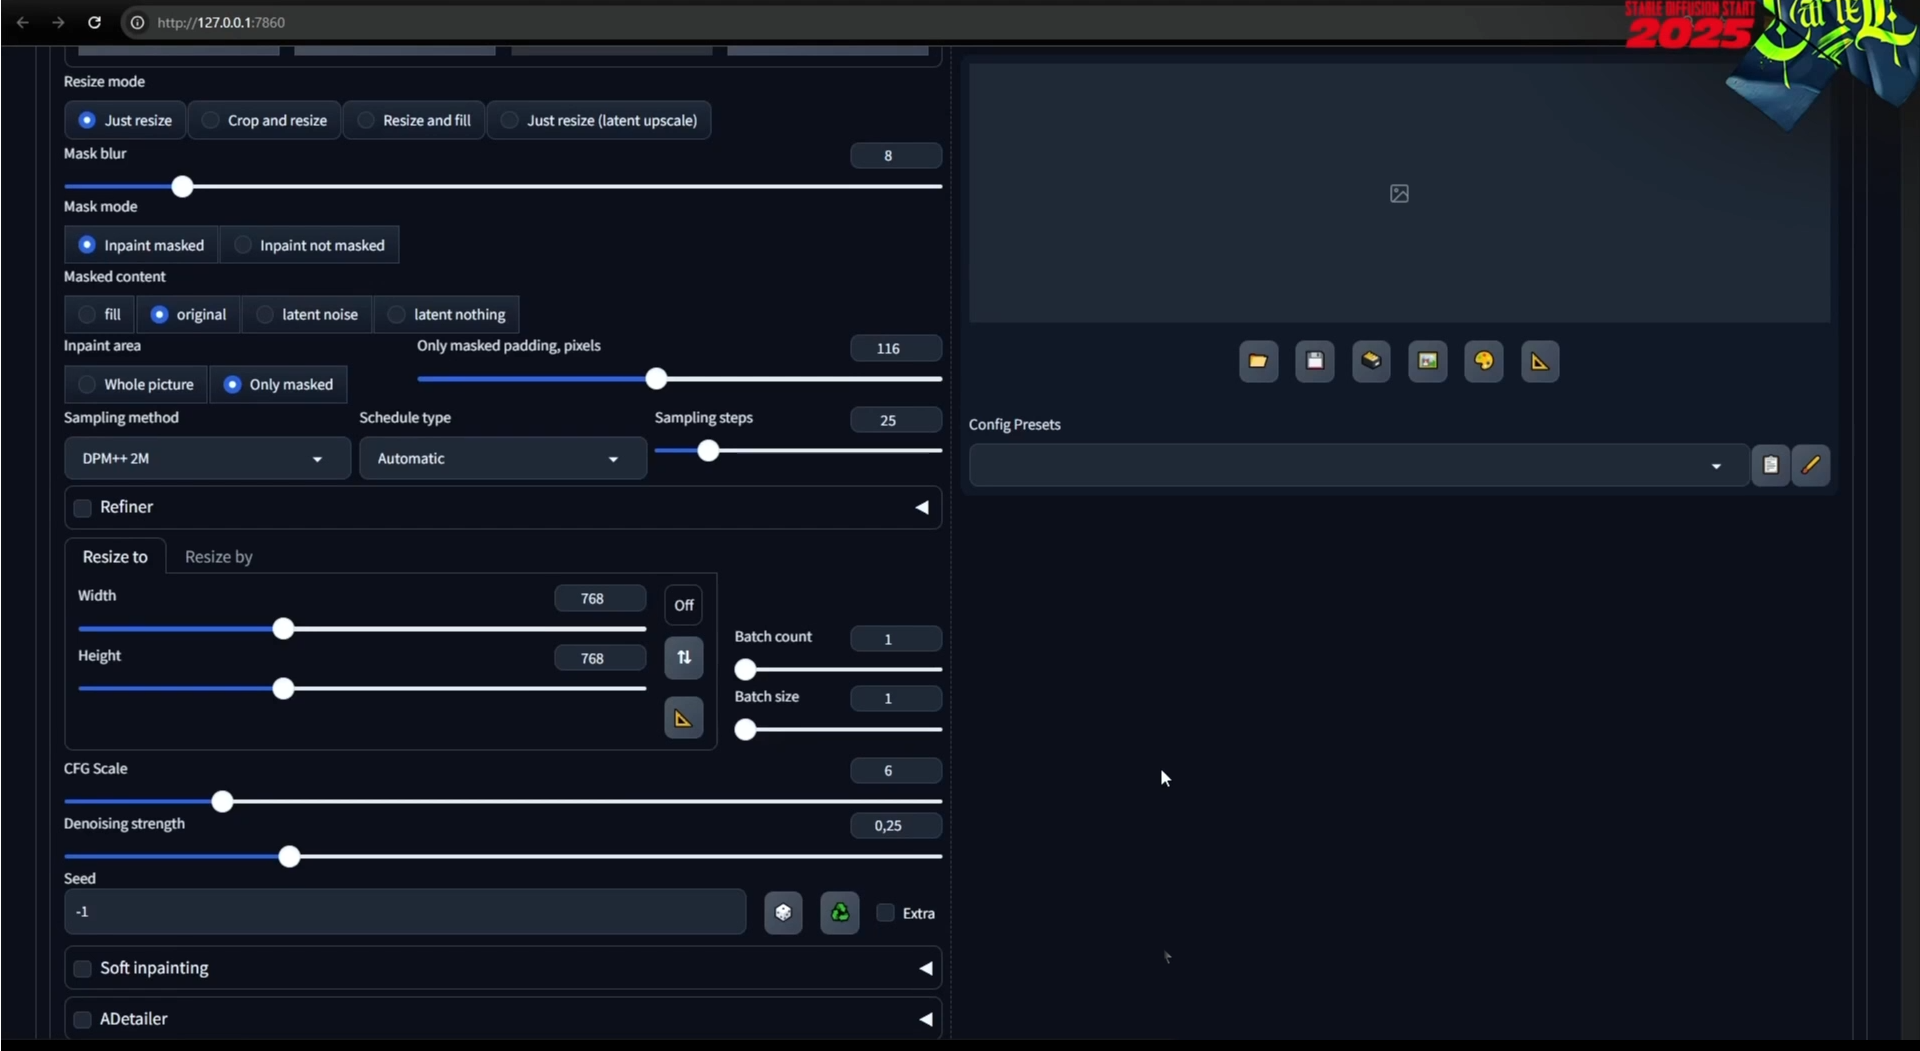 http://127.0.0.1:7860
STABLE DIFFUSION START
2025
Resize mode
Just resize
Crop and resize
Resize and fill
Just resize (latent upscale)
Mask blur
8
Mask mode
Inpaint masked
Inpaint not masked
Masked content
fill
original
latent noise
latent nothing
Inpaint area
Only masked padding, pixels
116
Whole picture
Only masked
Sampling method
Schedule type
Sampling steps
25
DPM++ 2M
Automatic
Refiner
Resize to
Resize by
Width
768
Off
Height
768
Batch count
1
Batch size
1
CFG Scale
6
Denoising strength
0,25
Seed
-1
Extra
Soft inpainting
ADetailer
Config Presets